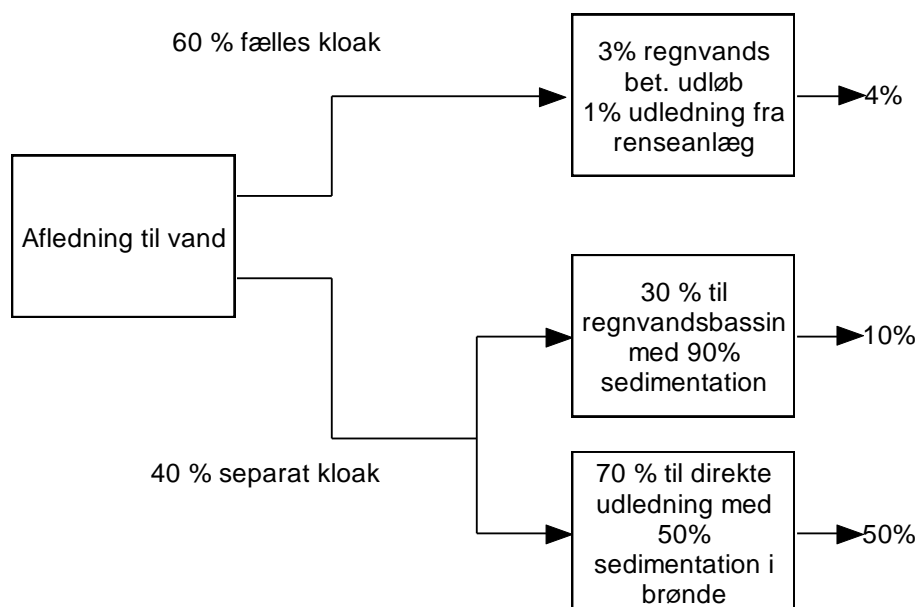 60 % fælles kloak
3% regnvands
bet. udløb
1% udledning fra
renseanlæg
4%
Afledning til vand
30 % til
regnvandsbassin
med 90%
sedimentation
10%
40 % separat kloak
70 % til direkte
udledning med
50%
sedimentation i
brønde
50%